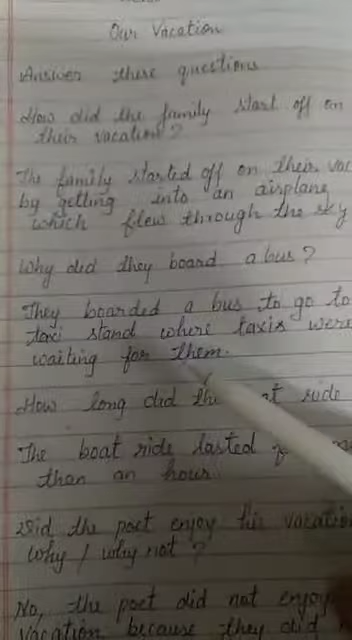 Our Vacation
Answer these questions
How did the family start off on
their vacation?
The family started off on their vac
by getting into an airplane
which flew through the sky
Why did they board a bus?
They boarded a bus to go to
taxi stand where taxis were
waiting for them.
How long did the ride
The boat ride lasted
than an hour.
Did the poet enjoy his vacation
Why / why not?
No, the poet did not enjoy
vacation because they did